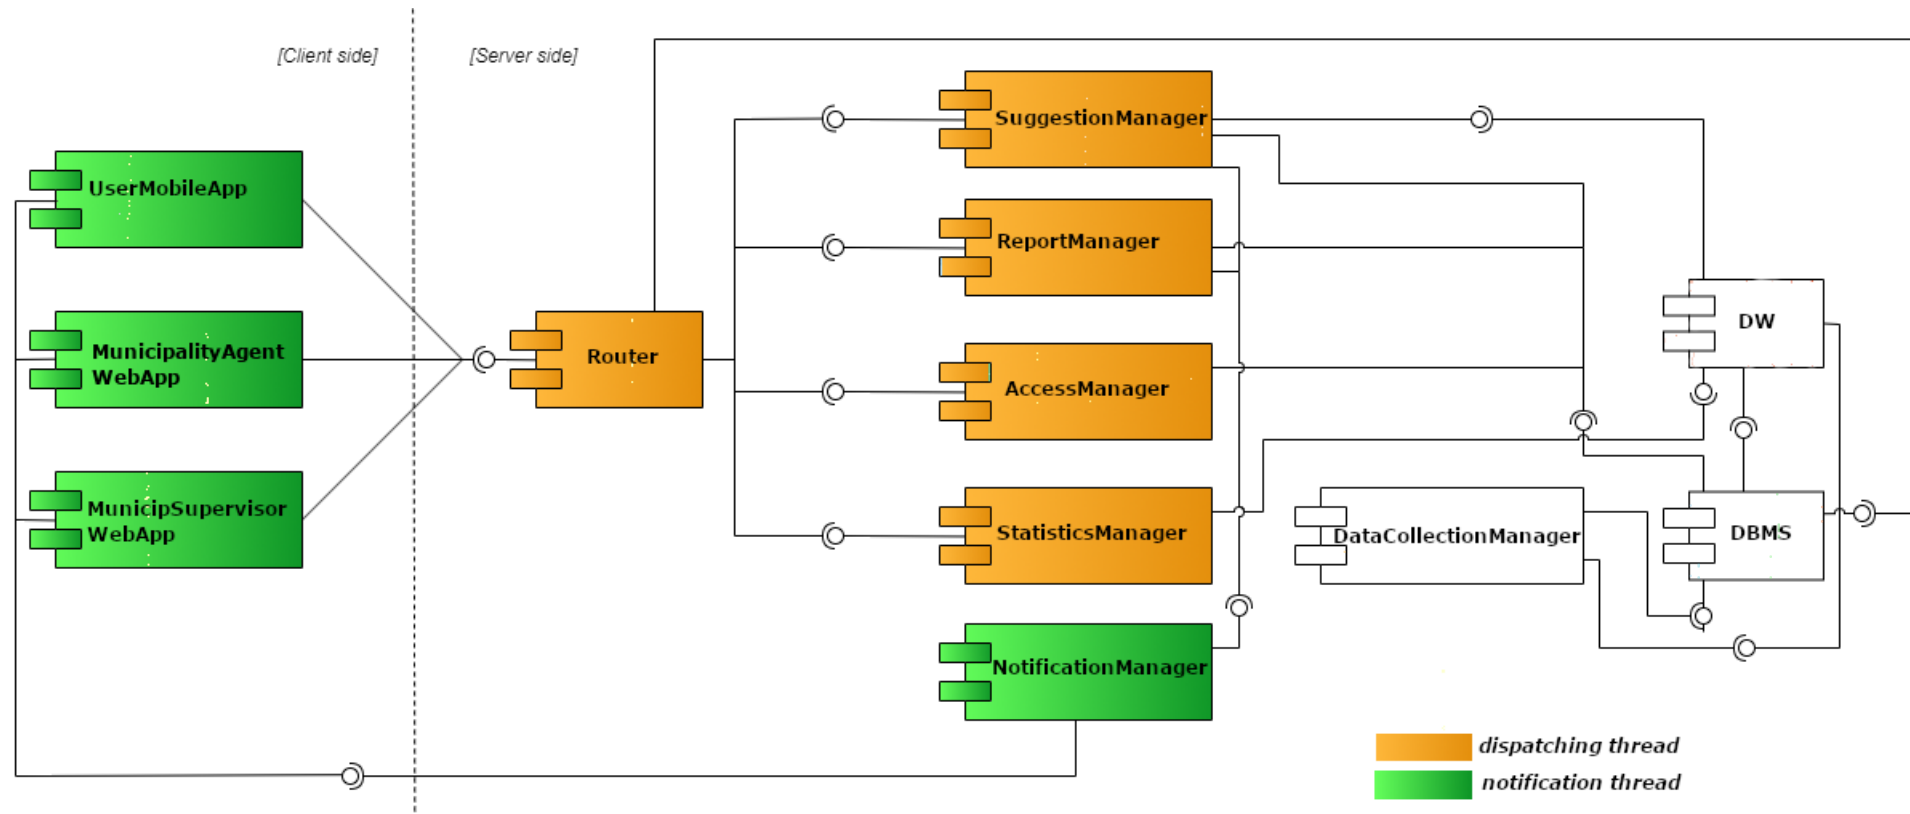 [Client side]
[Server side]
SuggestionManager
UserMobileApp
ReportManager
MunicipalityAgent
WebApp
Router
DW
AccessManager
MunicipSupervisor
WebApp
StatisticsManager
DataCollectionManager
DBMS
NotificationManager
dispatching thread
notification thread